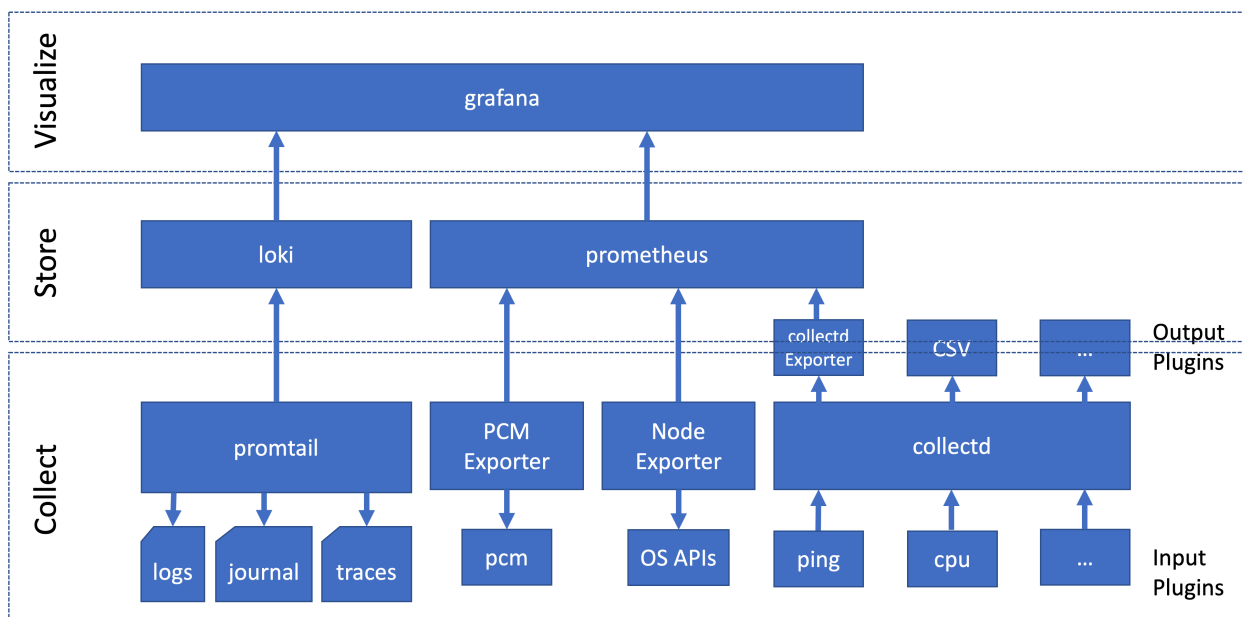 Visualize
grafana
Store
loki
prometheus
collectd
Exporter
CSV
...
Output
Plugins
Collect
promtail
PCM
Exporter
Node
Exporter
collectd
logs
journal
traces
pcm
OS APIs
ping
cpu
...
Input
Plugins